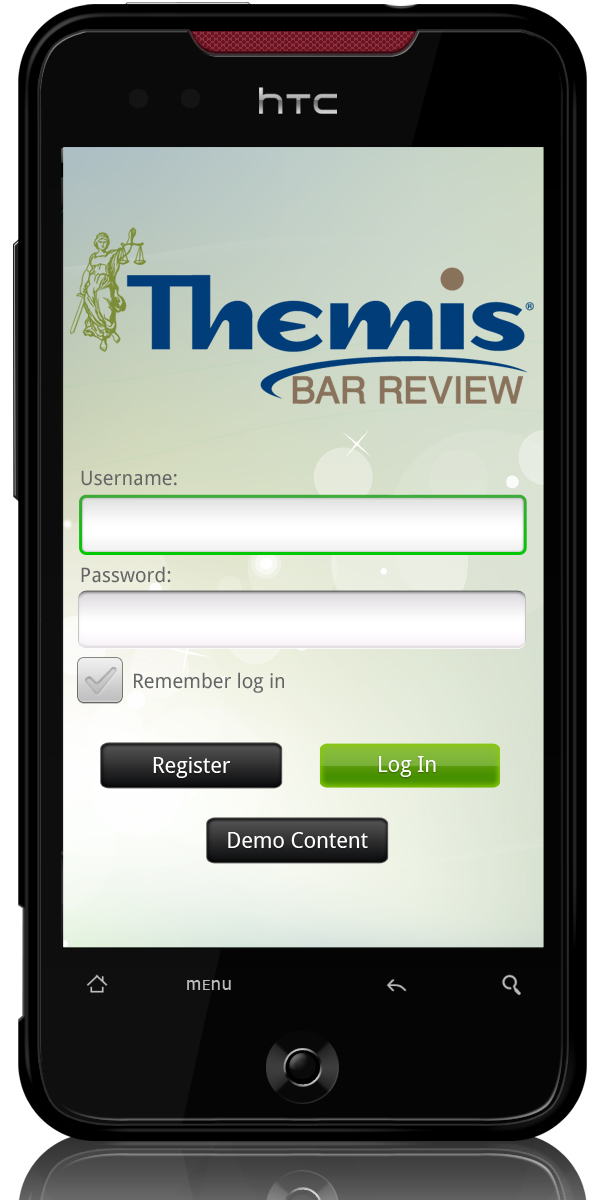 hTC
Themis®
BAR REVIEW
Username:
Password:
Remember log in
Register
Log In
Demo Content
mEnu